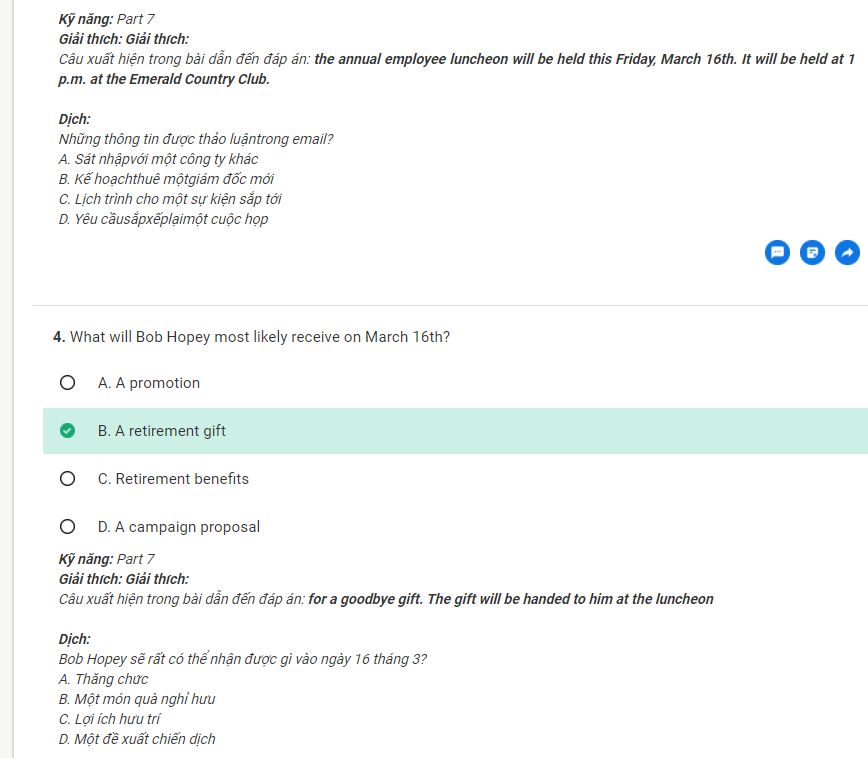 Kỹ năng: Part 7
Giải thích: Giải thích:
Câu xuất hiện trong bài dẫn đến đáp án: the annual employee luncheon will be held this Friday, March 16th. It will be held at 1
p.m. at the Emerald Country Club.
Dịch:
Những thông tin được thảo luậntrong email?
A. Sát nhậpvới một công ty khác
B. Kế hoạchthuê mộtgiám đốc mới
C. Lịch trình cho một sự kiện sắp tới
D. Yêu cầusắpxếplạimột cuộc họp
4. What will Bob Hopey most likely receive on March 16th?
A. A promotion
B. A retirement gift
C. Retirement benefits
D. A campaign proposal
Kỹ năng: Part 7
Giải thích: Giải thích:
Câu xuất hiện trong bài dẫn đến đáp án: for a goodbye gift. The gift will be handed to him at the luncheon
Dịch:
Bob Hopey sẽ rất có thể nhận được gì vào ngày 16 tháng 3?
A. Thăng chức
B. Một món quà nghỉ hưu
C. Lợi ích hưu trí
D. Một đề xuất chiến dịch